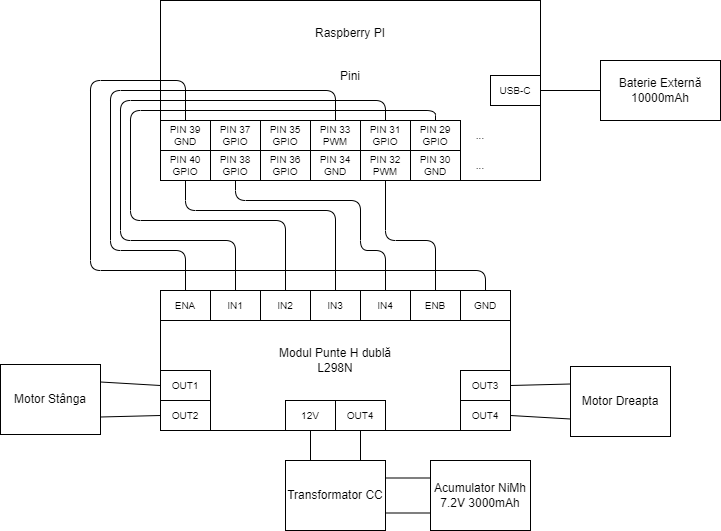 Raspberry PI
Pini
USB-C
Baterie Externă
10000mAh
PIN 39 PIN 37 PIN 35 PIN 33 PIN 31 PIN 29
GND GPIO GPIO PWM GPIO GPIO
...
PIN 40 PIN 38 PIN 36 PIN 34 PIN 32 PIN 30
GPIO GPIO GPIO GND PWM GND
...
ENA IN1 IN2 IN3 IN4 ENB GND
Modul Punte H dublă
L298N
Motor Stânga
OUT1
OUT2
OUT3
OUT4
Motor Dreapta
12V OUT4
Transformator CC
Acumulator NiMh
7.2V 3000mAh